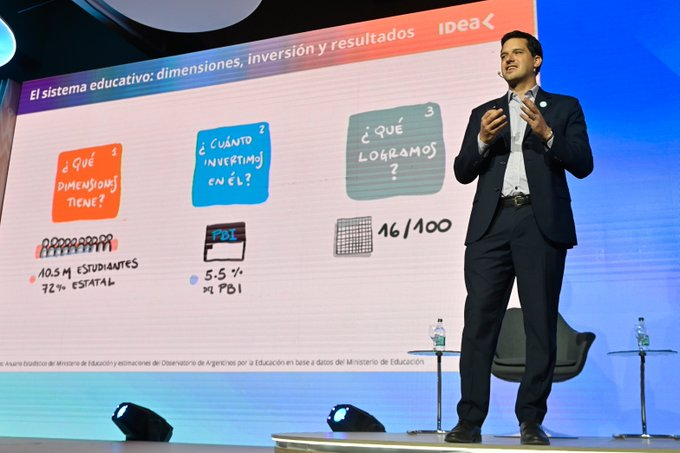 El sistema educativo: dimensiones, inversión y resultados
IDea
1
¿QUÉ
DIMENSIONES
TIENE?
2
¿CUÁNTO
INVERTIMOS
EN ÉL?
3
¿QUÉ
LOGRAMOS
?
10.5 M ESTUDIANTES
72% ESTATAL
PBI
5.5 %
DEL PBI
16/100
Anuario Estadístico del Ministerio de Educación y estimaciones del Observatorio de Argentinos por la Educación en base a datos del Ministerio de Educación